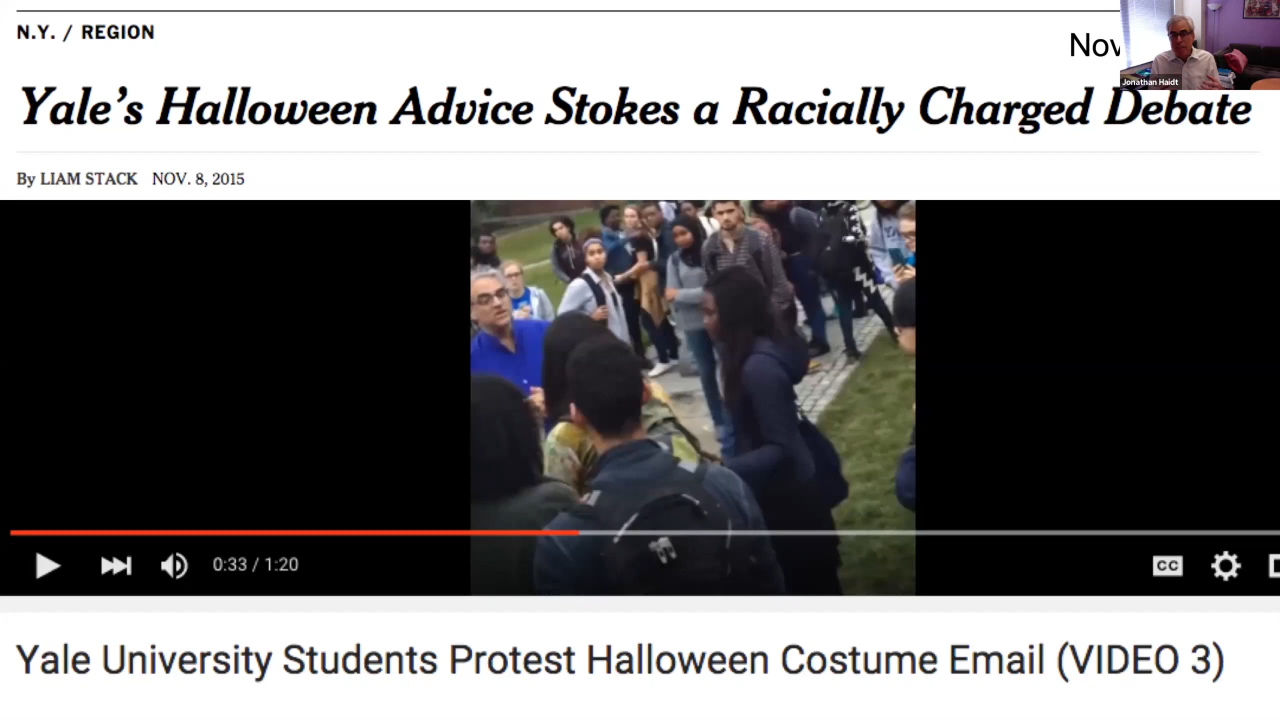 N.Y. / REGION
Nov
Jonathan Haidt
Yale's Halloween Advice Stokes a Racially Charged Debate
By LIAM STACK NOV. 8, 2015
0:33 / 1:20
CC
Yale University Students Protest Halloween Costume Email (VIDEO 3)